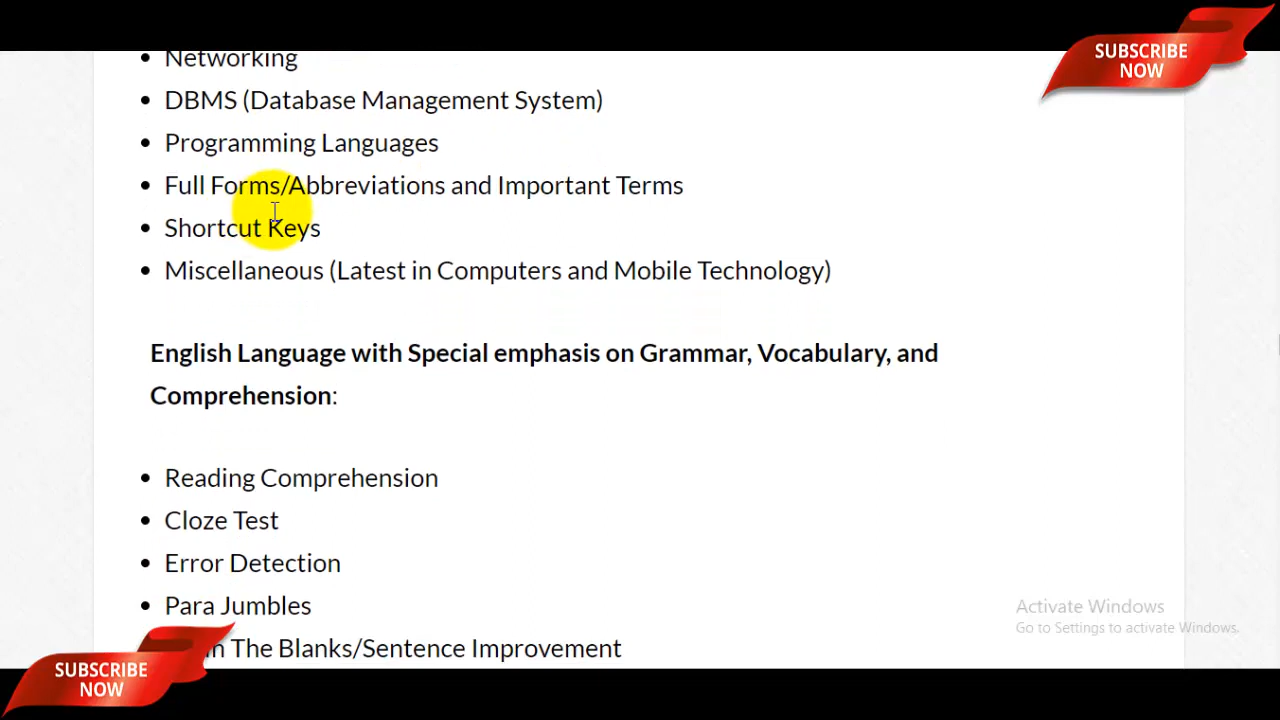 SUBSCRIBE
NOW
Networking
DBMS (Database Management System)
Programming Languages
Full Forms/Abbreviations and Important Terms
Shortcut Keys
Miscellaneous (Latest in Computers and Mobile Technology)
English Language with Special emphasis on Grammar, Vocabulary, and
Comprehension:
Reading Comprehension
Cloze Test
Error Detection
Para Jumbles
The Blanks/Sentence Improvement
Activate Windows
Go to Settings to activate Windows.
SUBSCRIBE
NOW